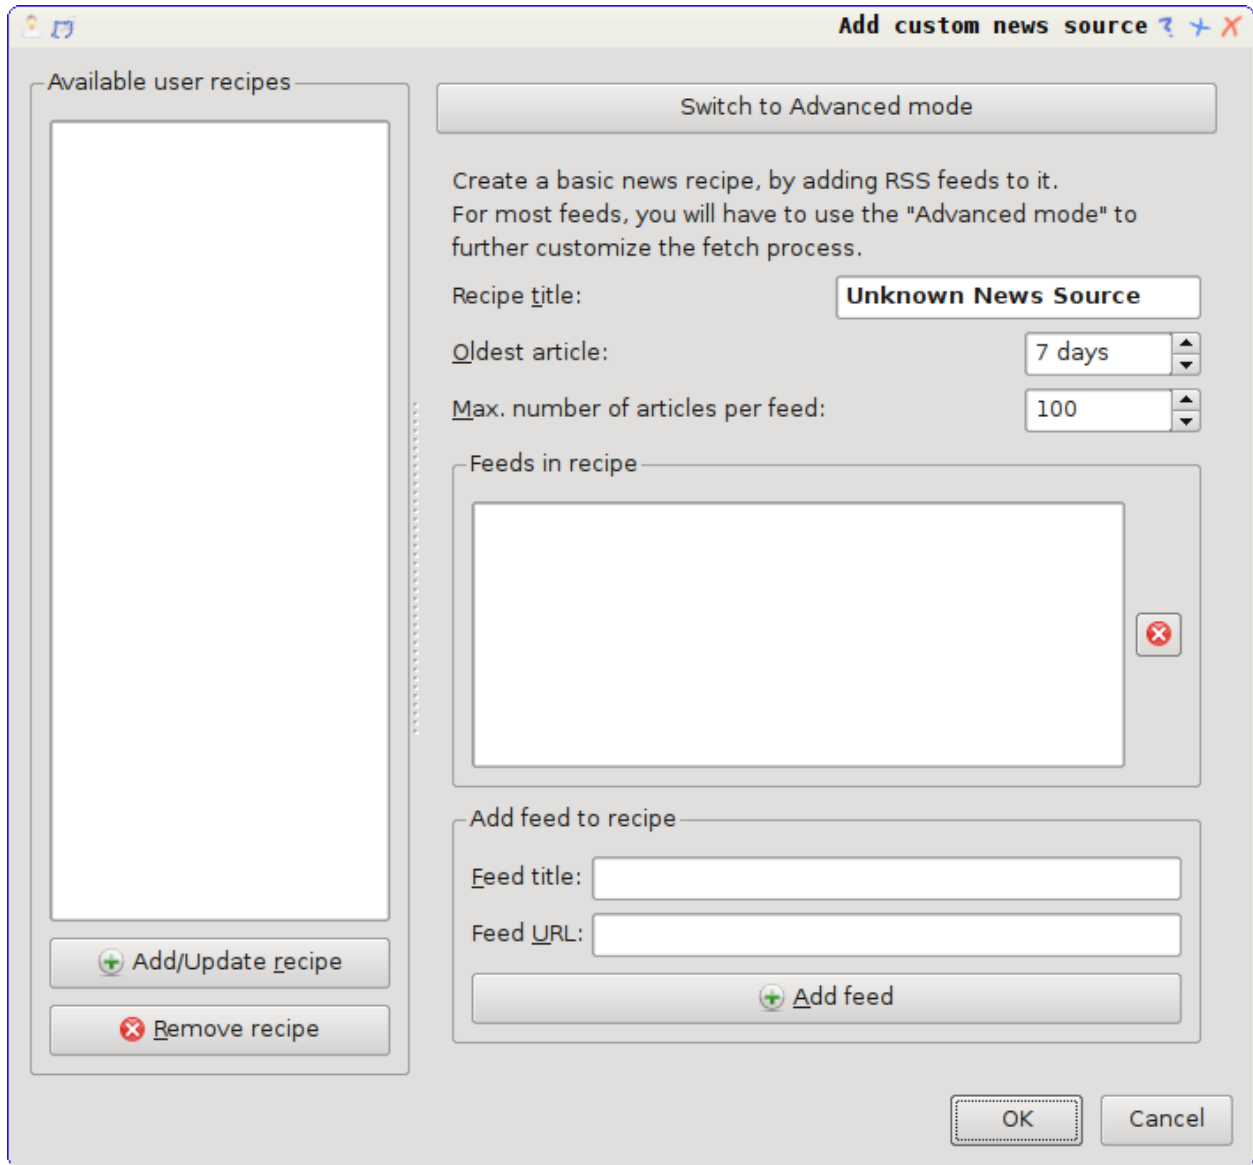 Add custom news source
Available user recipes
Switch to Advanced mode
Create a basic news recipe, by adding RSS feeds to it.
For most feeds, you will have to use the "Advanced mode" to
further customize the fetch process.
Recipe title: Unknown News Source
Oldest article: 7 days
Max. number of articles per feed: 100
Feeds in recipe
Add feed to recipe
Feed title:
Feed URL:
Add feed
Add/Update recipe
Remove recipe
OK Cancel